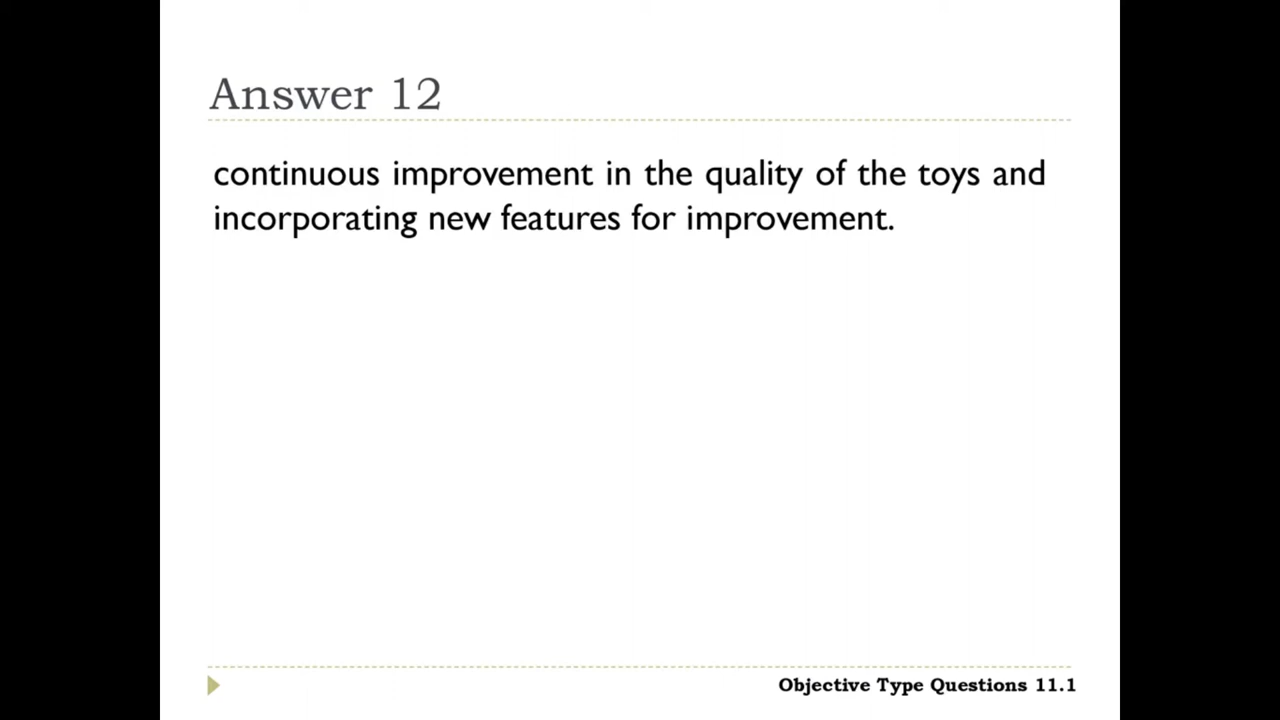 Answer 12
continuous improvement in the quality of the toys and
incorporating new features for improvement.
Objective Type Questions 11.1